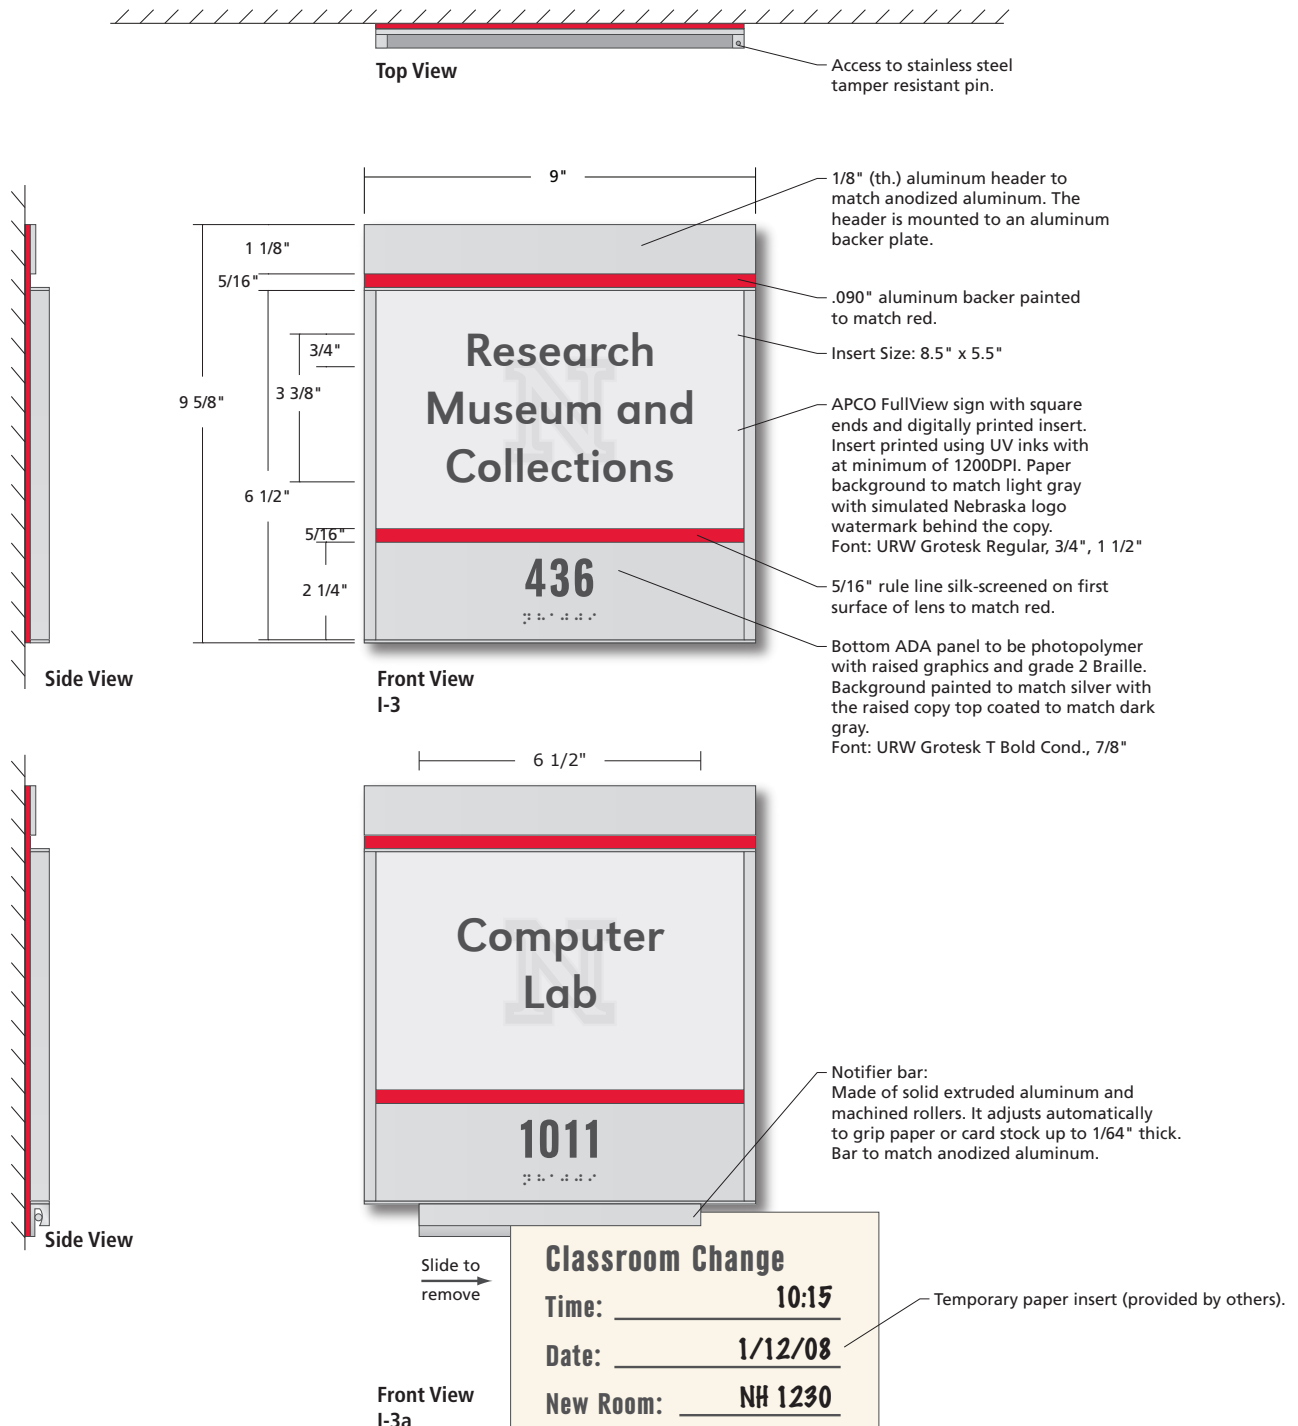 Top View
Access to stainless steel
tamper resistant pin.
9"
1 1/8"
5/16"
3/4"
3 3/8"
9 5/8"
6 1/2"
5/16"
2 1/4"
Research
Museum and
Collections
N
436
1/8" (th.) aluminum header to
match anodized aluminum. The
header is mounted to an aluminum
backer plate.
.090" aluminum backer painted
to match red.
Insert Size: 8.5" x 5.5"
APCO FullView sign with square
ends and digitally printed insert.
Insert printed using UV inks with
at minimum of 1200DPI. Paper
background to match light gray
with simulated Nebraska logo
watermark behind the copy.
Font: URW Grotesk Regular, 3/4", 1 1/2"
5/16" rule line silk-screened on first
surface of lens to match red.
Bottom ADA panel to be photopolymer
with raised graphics and grade 2 Braille.
Background painted to match silver with
the raised copy top coated to match dark
gray.
Font: URW Grotesk T Bold Cond., 7/8"
Side View
Front View
I-3
6 1/2"
Computer
Lab
N
1011
Notifier bar:
Made of solid extruded aluminum and
machined rollers. It adjusts automatically
to grip paper or card stock up to 1/64" thick.
Bar to match anodized aluminum.
Side View
Slide to
remove
Classroom Change
Time: 10:15
Date: 1/12/08
New Room: NH 1230
Temporary paper insert (provided by others).
Front View
I-3a